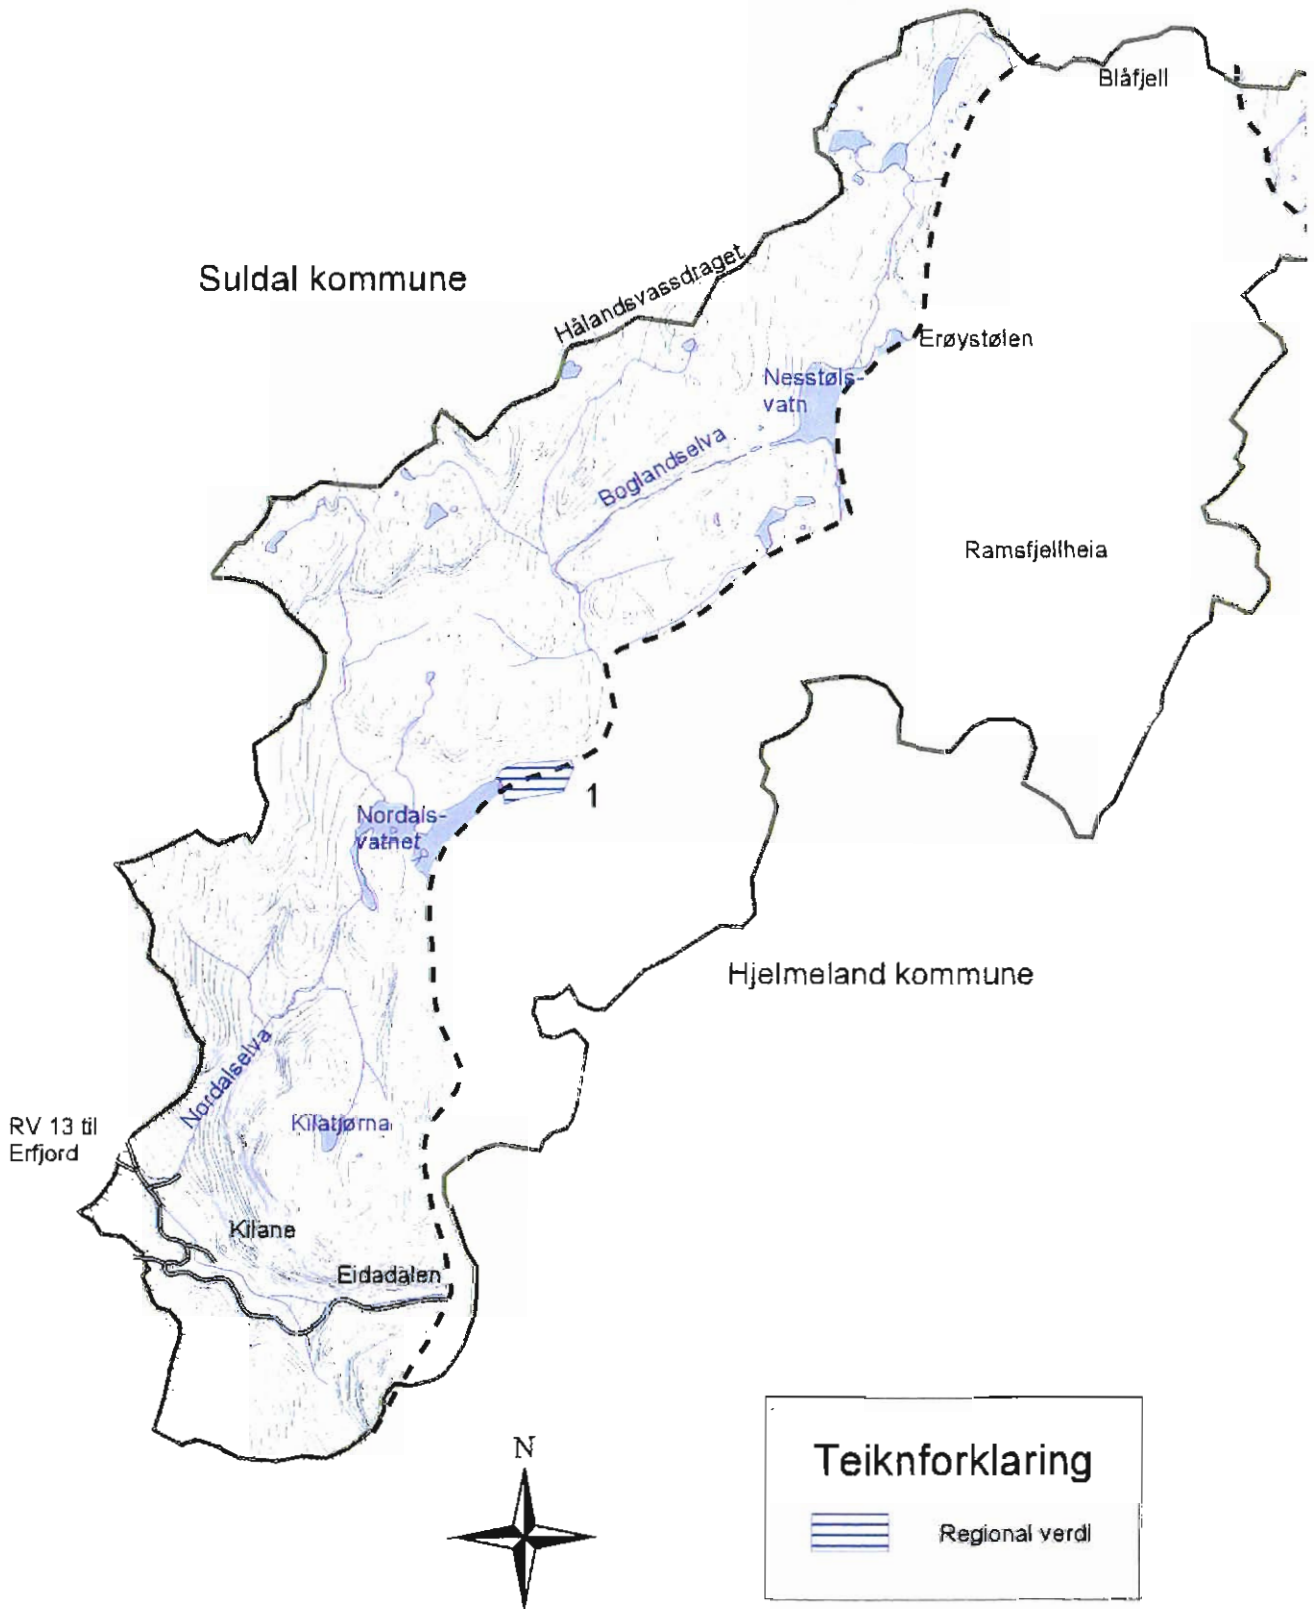 Blåfjell
Suldal kommune
Hålandsvassdraget
Erøystølen
Nesstøls-
vatn
Boglandselva
Ramsfjellheia
1
Nordals-
vatnet
Hjelmeland kommune
Nordalselva
RV 13 til
Erfjord
Kilatjørna
Kilane
Eidadalen
N
Teiknforklaring
Regional verdi